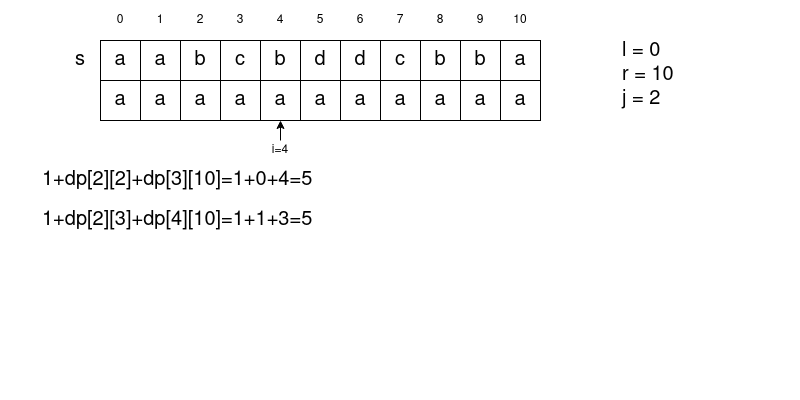 0 1 2 3 4 5 6 7 8 9 10
s a a b c b d d c b b a
a a a a a a a a a a a
i=4
l = 0
r = 10
j = 2
1+dp[2][2]+dp[3][10]=1+0+4=5
1+dp[2][3]+dp[4][10]=1+1+3=5